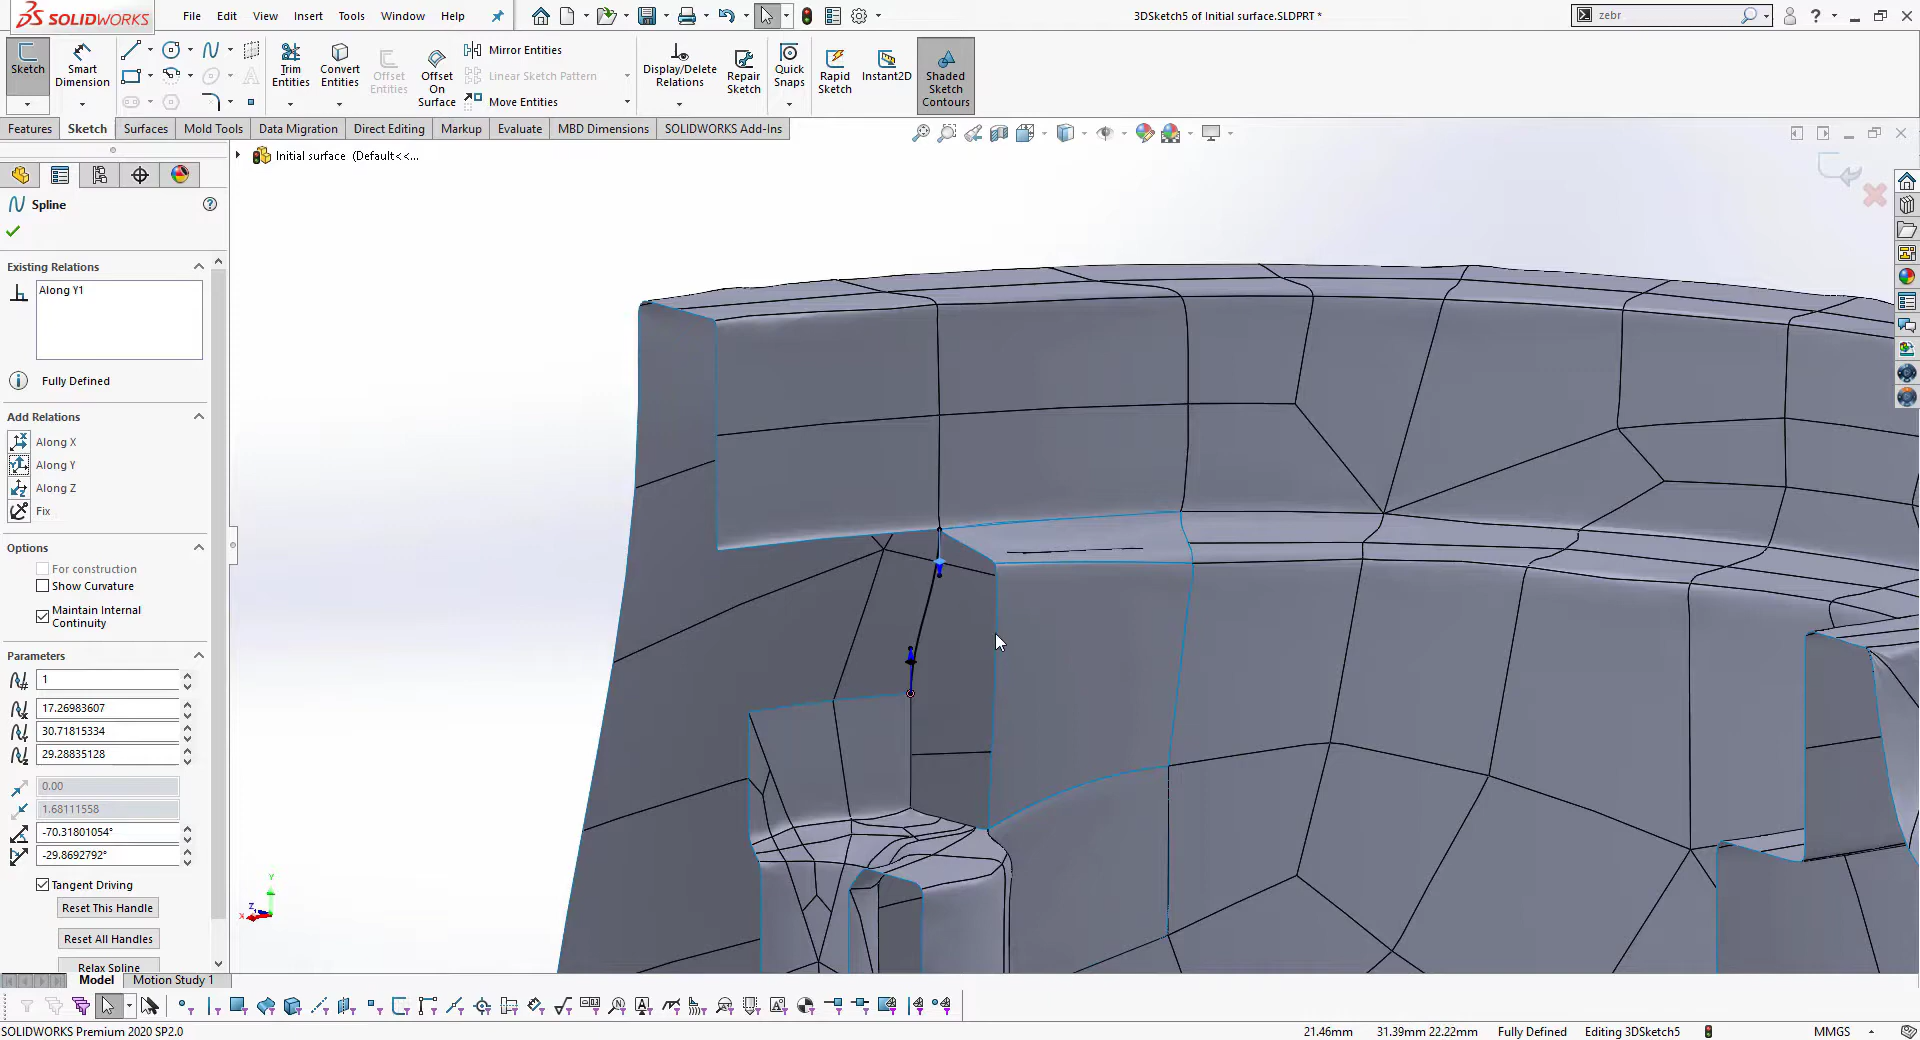 SOLIDWORKS
File Edit View Insert Tools Window Help
3DSketch5 of Initial surface.SLDPRT *
zebr
Sketch
Smart Dimension
Trim Entities
Convert Entities
Offset Entities
Offset On Surface
Mirror Entities
Linear Sketch Pattern
Move Entities
Display/Delete Relations
Repair Sketch
Quick Snaps
Rapid Sketch
Instant2D
Shaded Sketch Contours
Features Sketch Surfaces Mold Tools Data Migration Direct Editing Markup Evaluate MBD Dimensions SOLIDWORKS Add-Ins
Initial surface (Default<<...
Spline
Existing Relations
Along Y1
Fully Defined
Add Relations
Along X
Along Y
Along Z
Fix
Options
For construction
Show Curvature
Maintain Internal
Continuity
Parameters
1
17.26983607
30.71815334
29.28835128
0.00
1.68111558
-70.31801054°
-29.8692792°
Tangent Driving
Reset This Handle
Reset All Handles
Relax Spline
Y
Z
X
Model Motion Study 1
SOLIDWORKS Premium 2020 SP2.0
21.46mm 31.39mm 22.22mm Fully Defined Editing 3DSketch5 MMGS